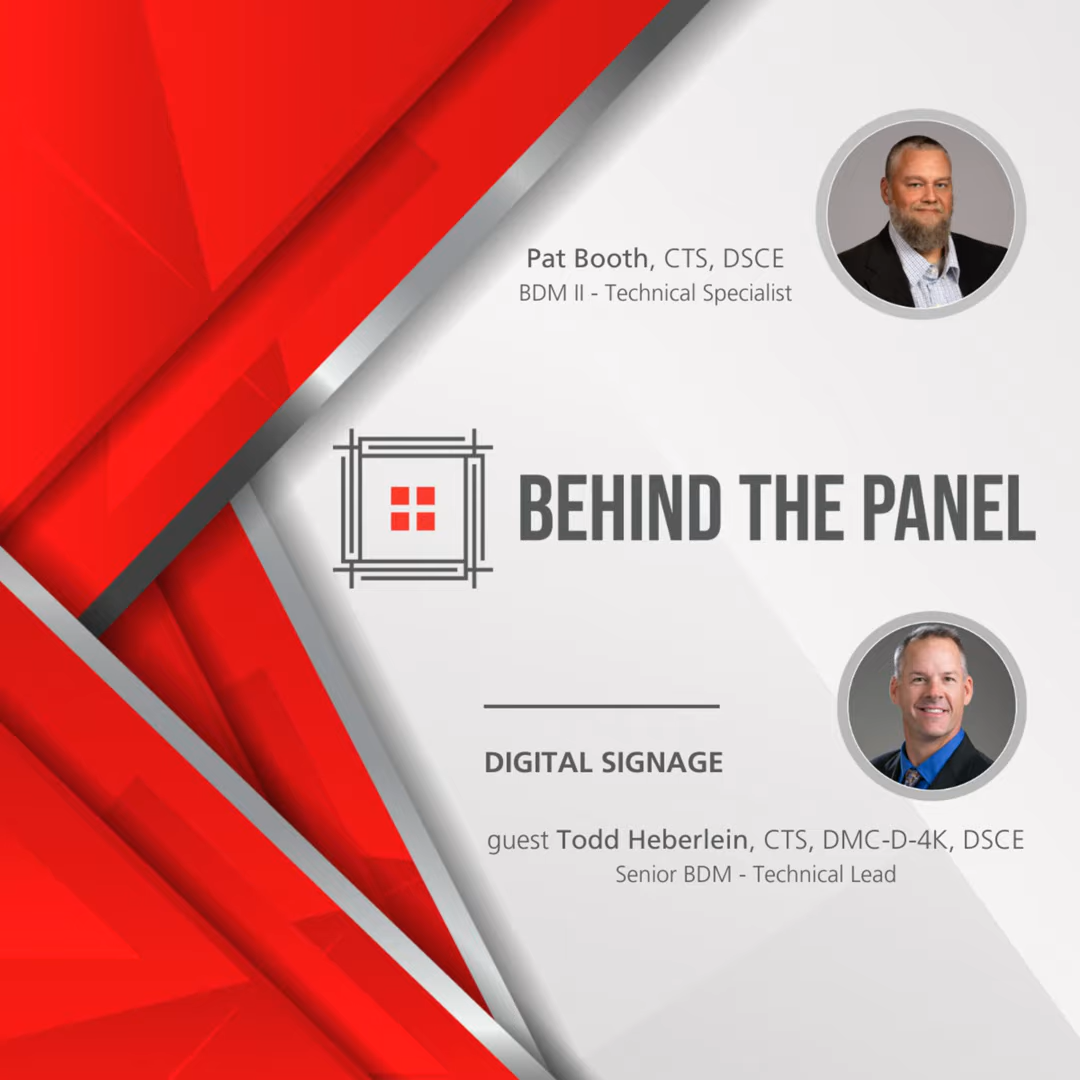 Pat Booth, CTS, DSCE
BDM II - Technical Specialist
BEHIND THE PANEL
DIGITAL SIGNAGE
guest Todd Heberlein, CTS, DMC-D-4K, DSCE
Senior BDM - Technical Lead